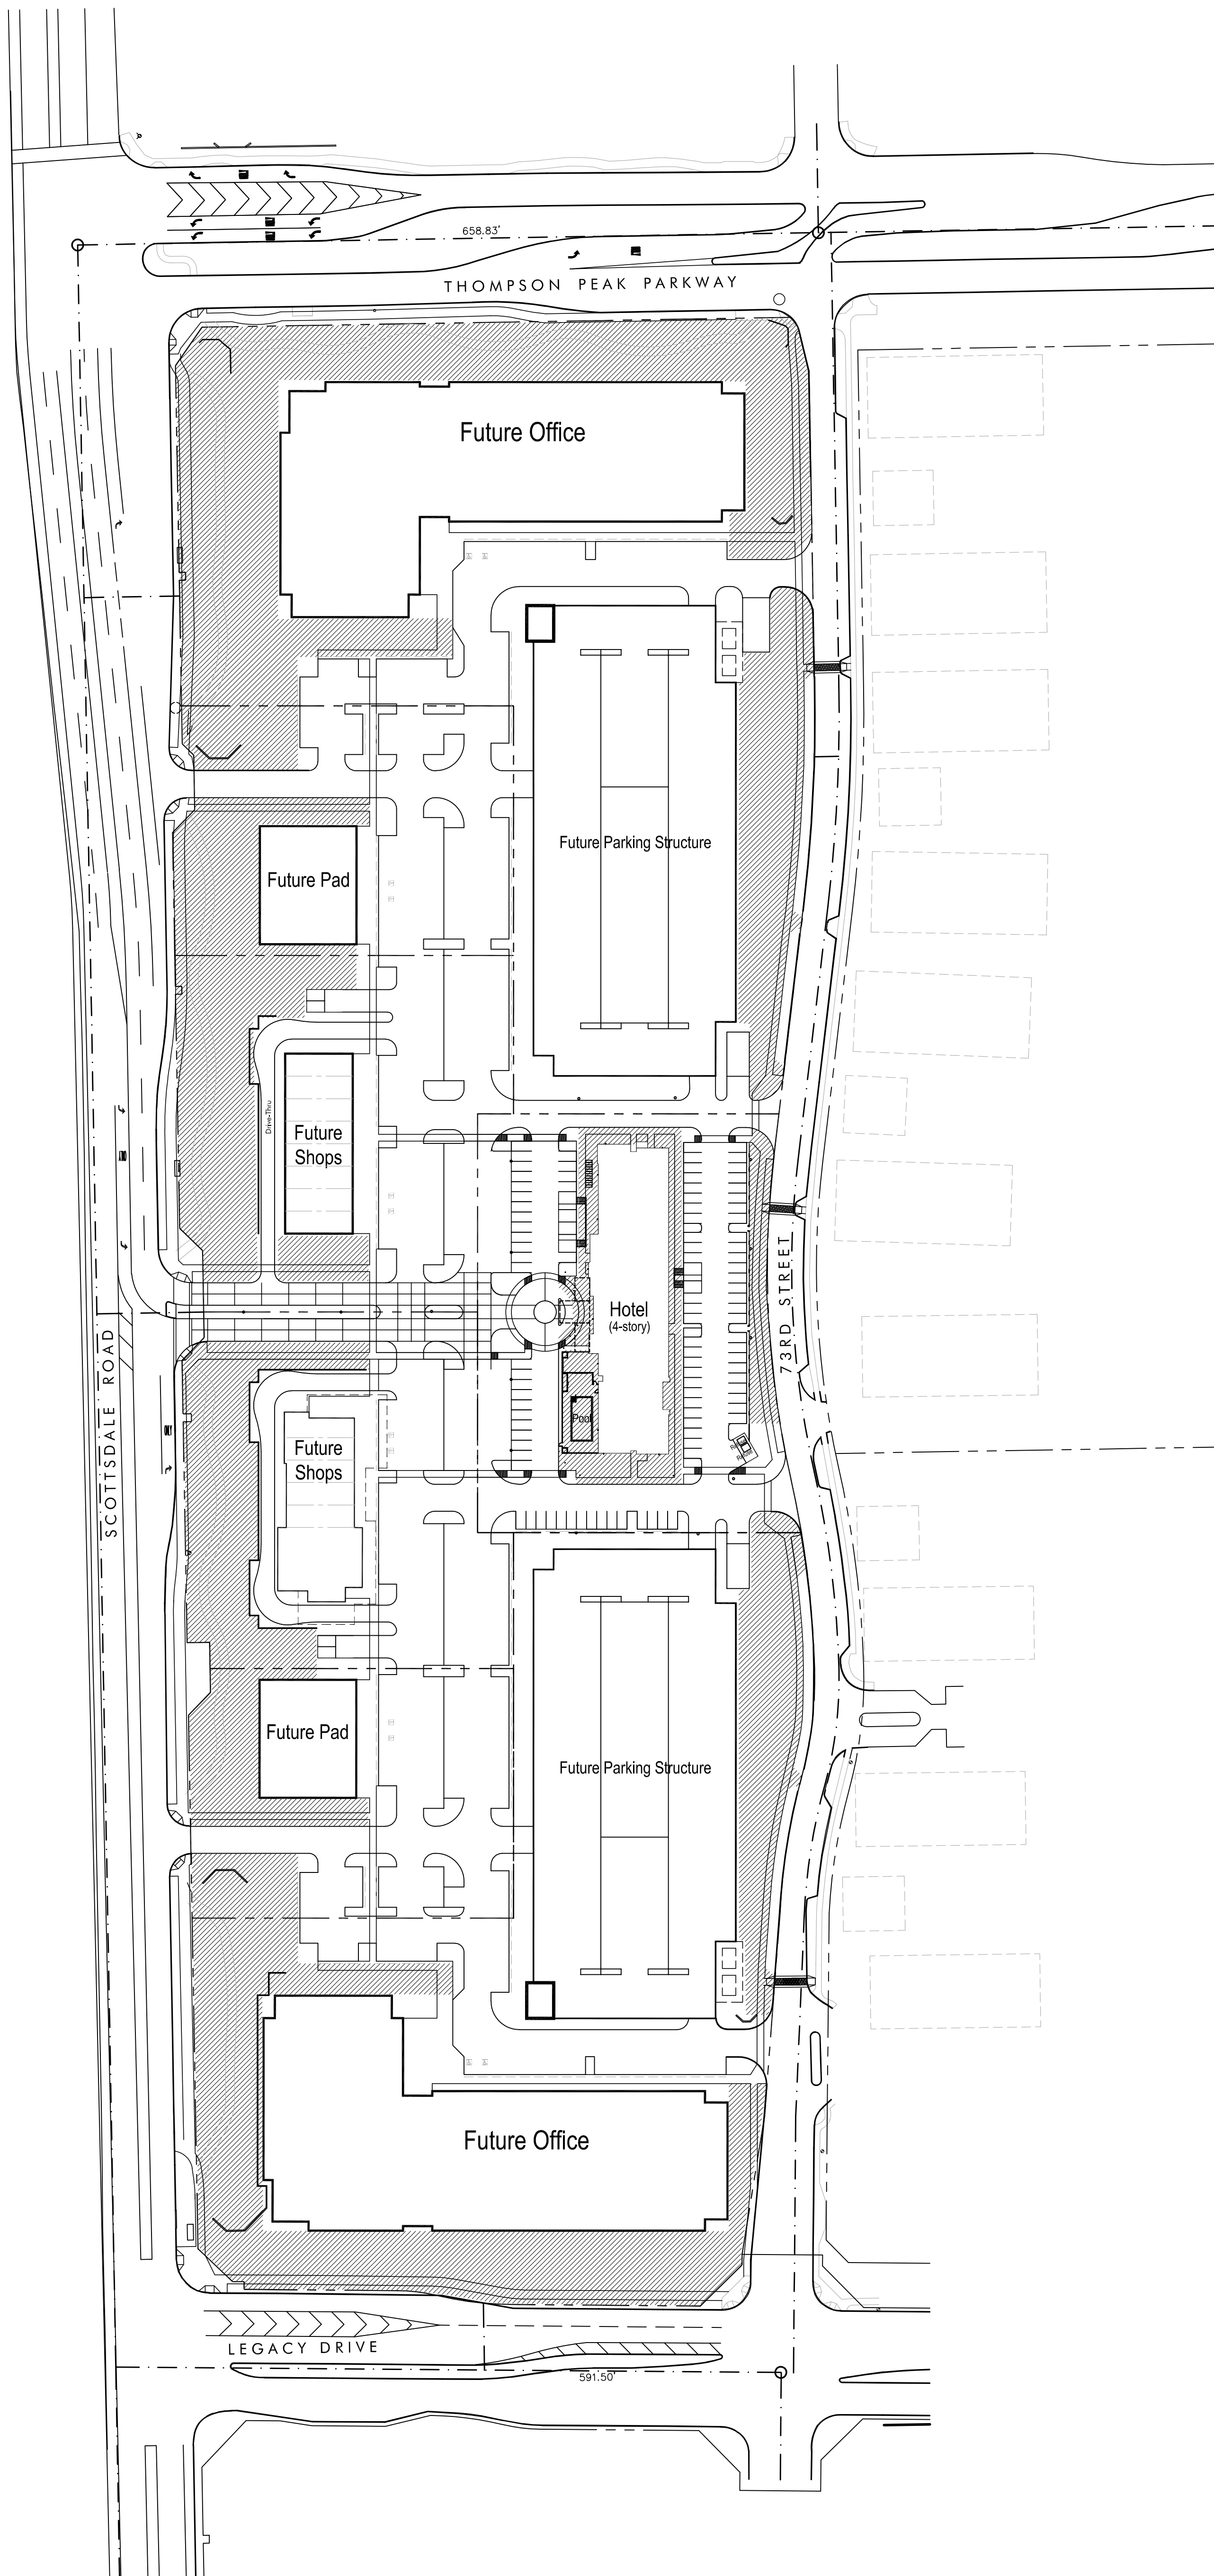 658.83'
THOMPSON PEAK PARKWAY
Future Office
Future Parking Structure
Future Pad
Drive-Thru
Future
Shops
73RD STREET
Hotel
(4-story)
SCOTTSDALE ROAD
Pool
Future
Shops
Future Pad
Future Parking Structure
Future Office
LEGACY DRIVE
591.50'